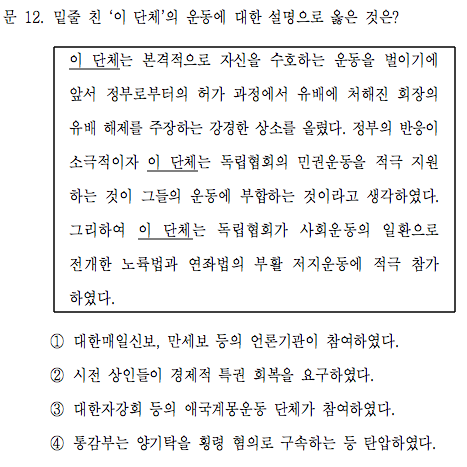 문 12. 밑줄 친 ‘이 단체’의 운동에 대한 설명으로 옳은 것은?
이 단체는 본격적으로 자신을 수호하는 운동을 벌이기에
앞서 정부로부터의 허가 과정에서 유배에 처해진 회장의
유배 해제를 주장하는 강경한 상소를 올렸다. 정부의 반응이
소극적이자 이 단체는 독립협회의 민권운동을 적극 지원
하는 것이 그들의 운동에 부합하는 것이라고 생각하였다.
그리하여 이 단체는 독립협회가 사회운동의 일환으로
전개한 노륙법과 연좌법의 부활 저지운동에 적극 참가
하였다.
① 대한매일신보, 만세보 등의 언론기관이 참여하였다.
② 시전 상인들이 경제적 특권 회복을 요구하였다.
③ 대한자강회 등의 애국계몽운동 단체가 참여하였다.
④ 통감부는 양기탁을 횡령 혐의로 구속하는 등 탄압하였다.